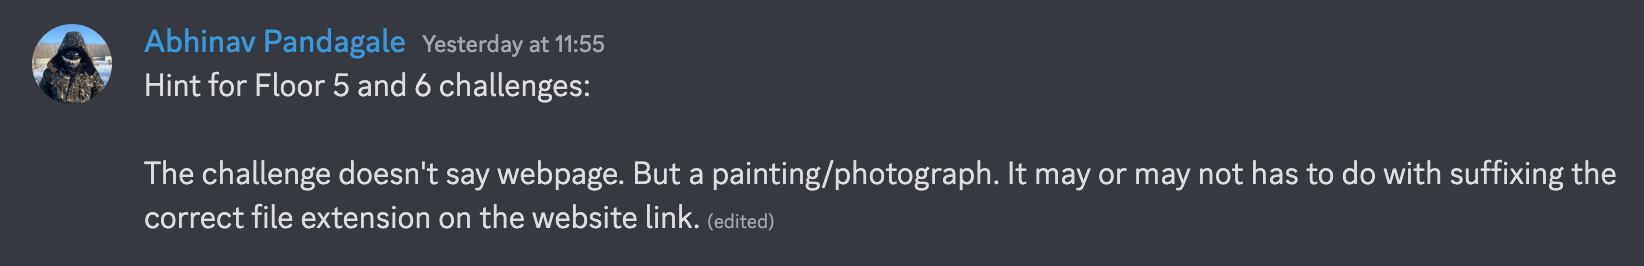 Abhinav Pandagale Yesterday at 11:55
Hint for Floor 5 and 6 challenges:
The challenge doesn't say webpage. But a painting/photograph. It may or may not has to do with suffixing the
correct file extension on the website link. (edited)